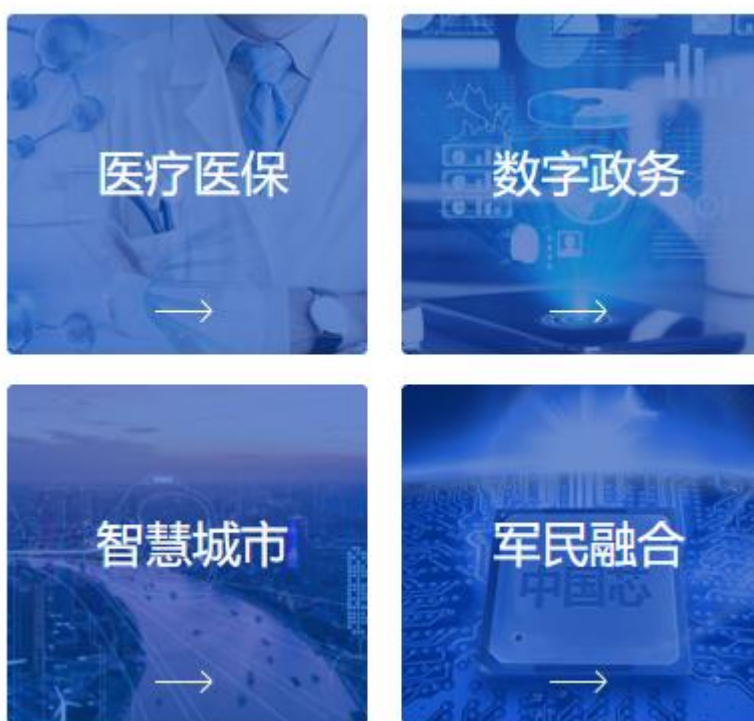 医疗医保
数字政务
智慧城市
军民融合
中国芯